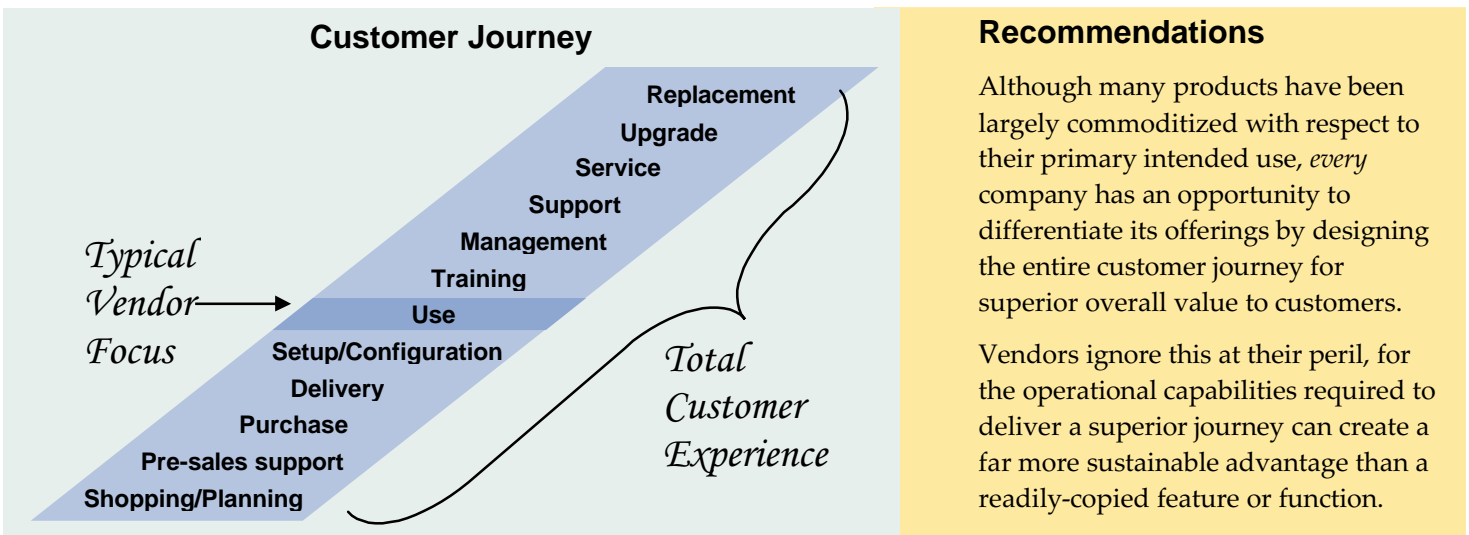 Customer Journey
Replacement
Upgrade
Service
Support
Management
Training
Use
Setup/Configuration
Delivery
Purchase
Pre-sales support
Shopping/Planning
Typical
Vendor
Focus
Total
Customer
Experience
Recommendations
Although many products have been
largely commoditized with respect to
their primary intended use, every
company has an opportunity to
differentiate its offerings by designing
the entire customer journey for
superior overall value to customers.
Vendors ignore this at their peril, for
the operational capabilities required to
deliver a superior journey can create a
far more sustainable advantage than a
readily-copied feature or function.